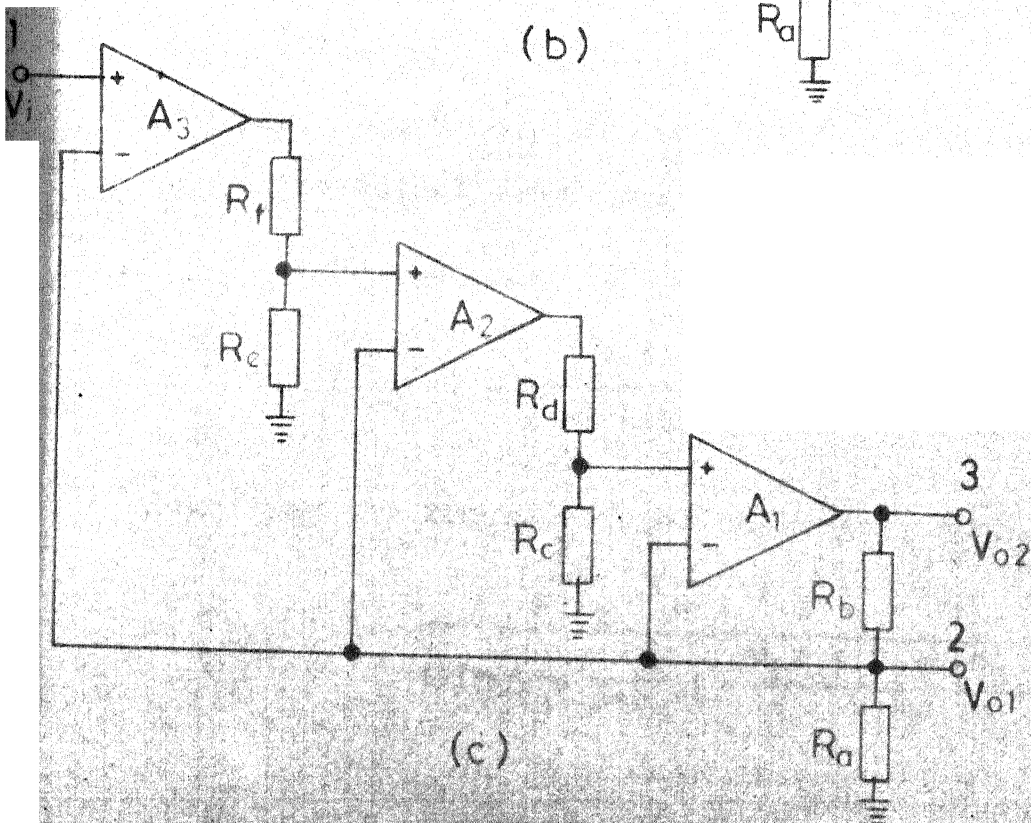 (b)
Ra
1
Vi
+
A3
-
Rf
Re
+
A2
-
Rd
Rc
+
A1
-
3
Vo2
Rb
2
Vo1
Ra
(c)